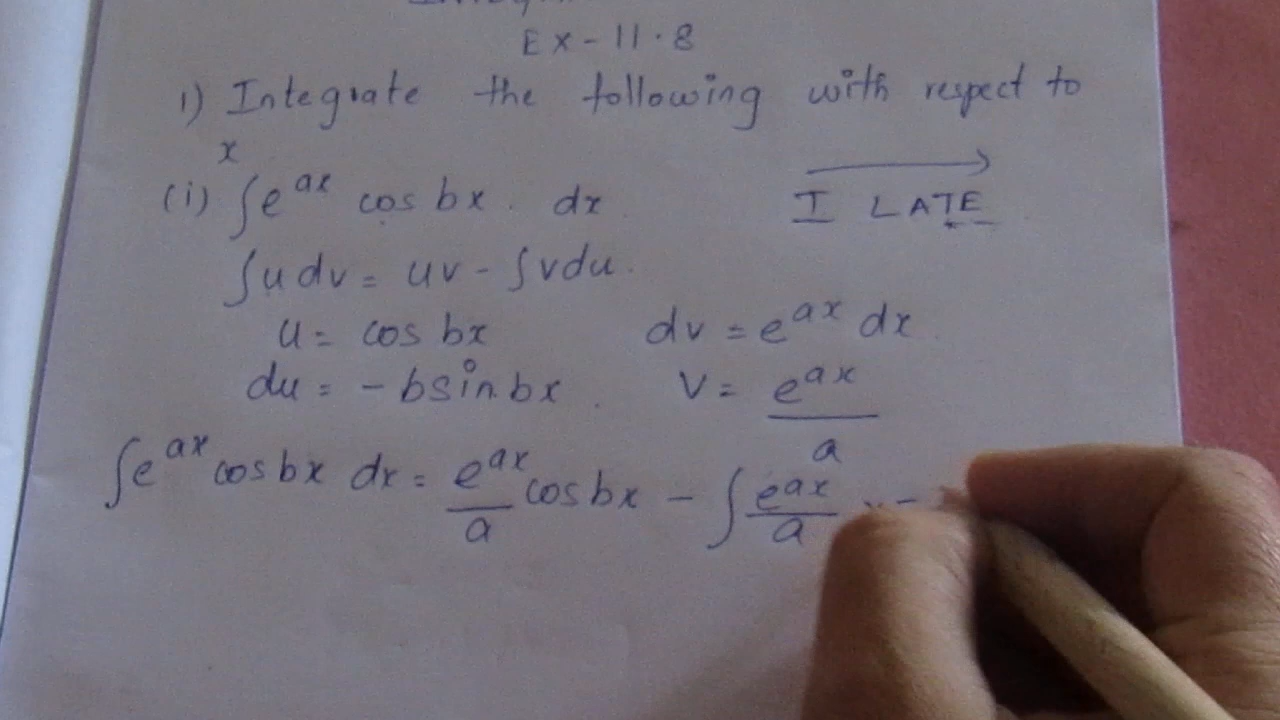 Ex - 11.8
1) Integrate the following with respect to
x
(i) ∫e^ax cos bx dx I LATE
∫u dv = uv - ∫v du.
u = cos bx dv = e^ax dx
du = - b sin bx. v = e^ax / a
∫e^ax cos bx dx = e^ax / a cos bx - ∫ e^ax / a × -